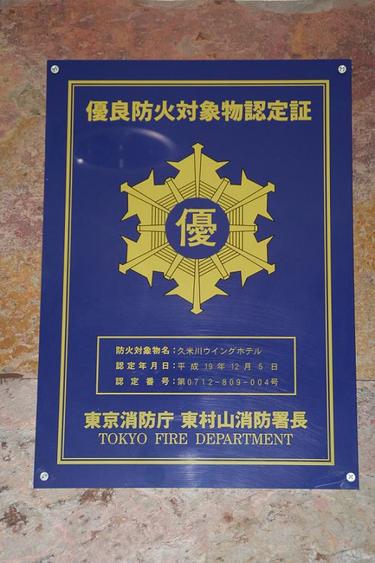 優良防火対象物認定証
優
防火対象物名：久米川ウイングホテル
認定年月日：平成19年12月5日
認定番号：第0712-809-004号
東京消防庁 東村山消防署長
TOKYO FIRE DEPARTMENT